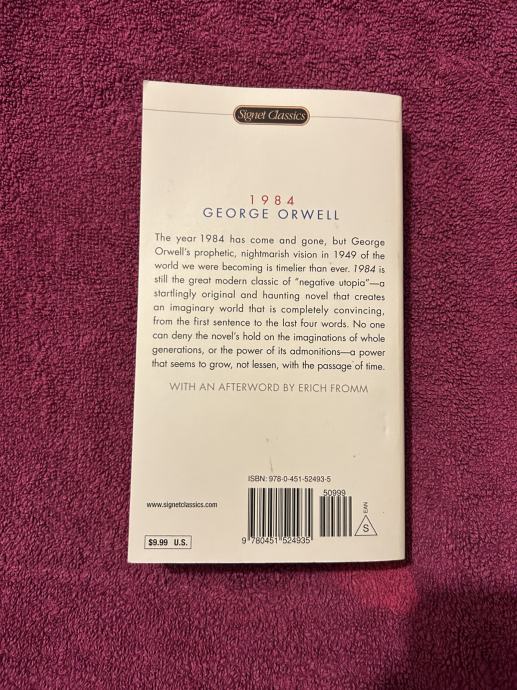 Signet Classics
1984
GEORGE ORWELL
The year 1984 has come and gone, but George
Orwell's prophetic, nightmarish vision in 1949 of the
world we were becoming is timelier than ever. 1984 is
still the great modern classic of "negative utopia"—a
startlingly original and haunting novel that creates
an imaginary world that is completely convincing,
from the first sentence to the last four words. No one
can deny the novel's hold on the imaginations of whole
generations, or the power of its admonitions—a power
that seems to grow, not lessen, with the passage of time.
WITH AN AFTERWORD BY ERICH FROMM
ISBN: 978-0-451-52493-5
50999
www.signetclassics.com
EAN
S
9 780451 524935
$9.99 U.S.